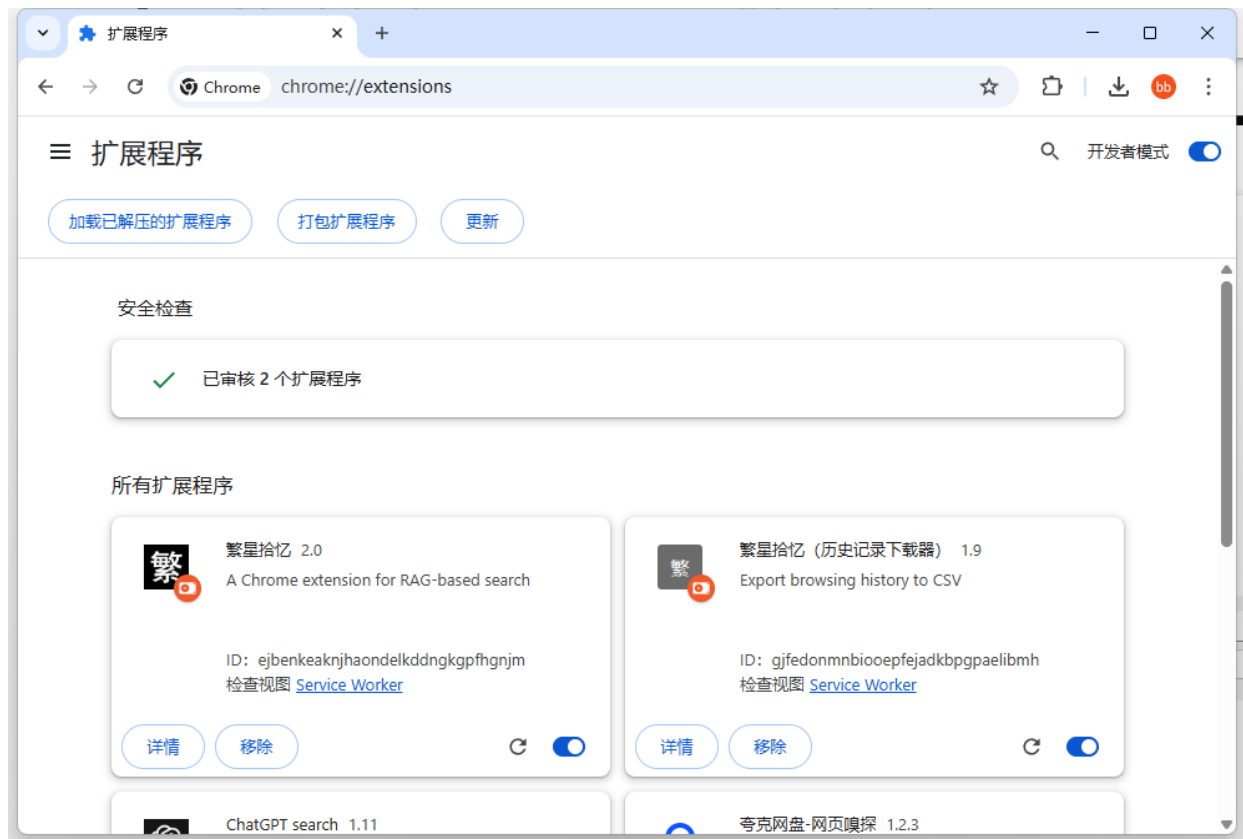 扩展程序
Chrome chrome://extensions
bb
扩展程序
开发者模式
加载已解压的扩展程序 打包扩展程序 更新
安全检查
已审核 2 个扩展程序
所有扩展程序
繁
繁星拾忆 2.0
A Chrome extension for RAG-based search
ID：ejbenkeaknjhaondelkddngkgpfhgnjm
检查视图 Service Worker
详情 移除
繁
繁星拾忆（历史记录下载器） 1.9
Export browsing history to CSV
ID：gjfedonmnbiooepfejadkbpgpaelibmh
检查视图 Service Worker
详情 移除
ChatGPT search 1.11
夸克网盘-网页嗅探 1.2.3